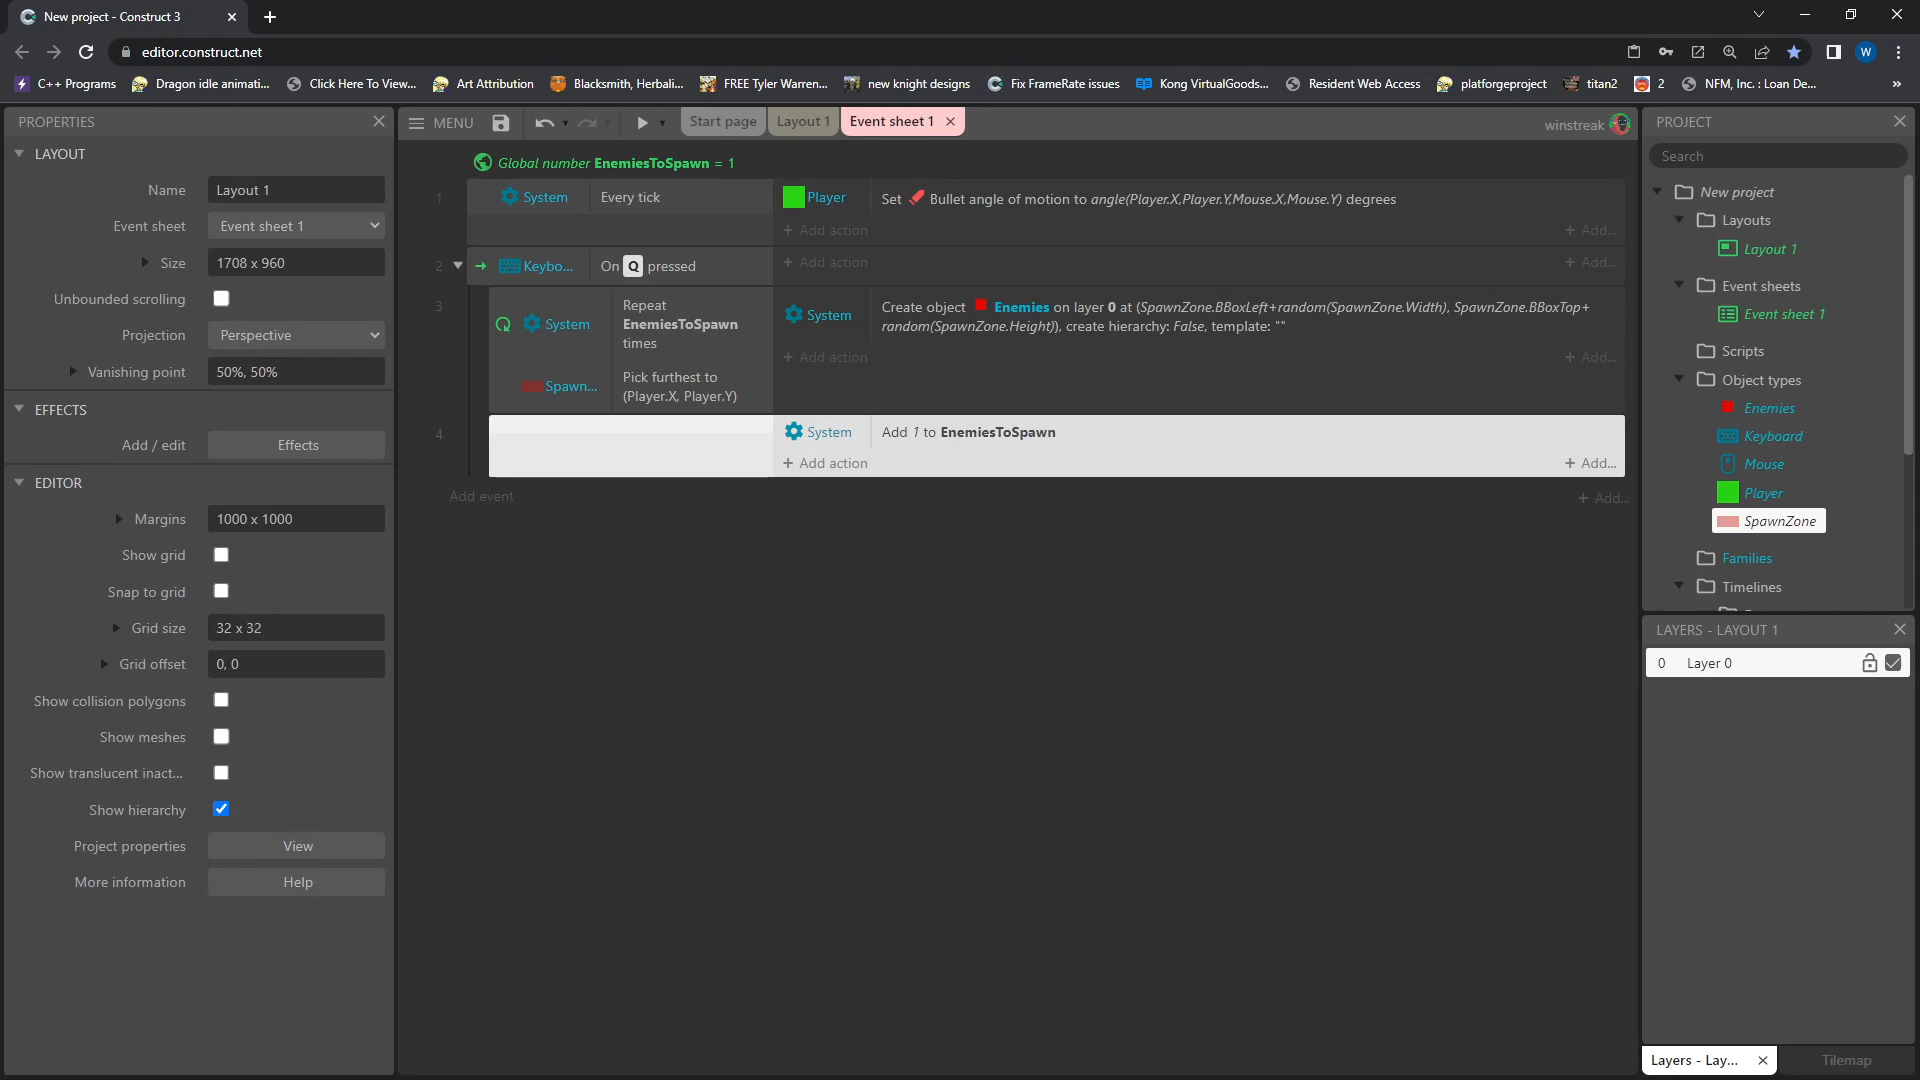 New project - Construct 3
editor.construct.net
W
C++ Programs
Dragon idle animati...
Click Here To View...
Art Attribution
Blacksmith, Herbali...
FREE Tyler Warren...
new knight designs
Fix FrameRate issues
Kong VirtualGoods...
Resident Web Access
platforgeproject
titan2
2
NFM, Inc. : Loan De...
»
PROPERTIES
LAYOUT
Name Layout 1
Event sheet Event sheet 1
Size 1708 x 960
Unbounded scrolling
Projection Perspective
Vanishing point 50%, 50%
EFFECTS
Add / edit Effects
EDITOR
Margins 1000 x 1000
Show grid
Snap to grid
Grid size 32 x 32
Grid offset 0, 0
Show collision polygons
Show meshes
Show translucent inact...
Show hierarchy
Project properties View
More information Help
MENU
Start page
Layout 1
Event sheet 1
winstreak
Global number EnemiesToSpawn = 1
1 System Every tick Player Set Bullet angle of motion to angle(Player.X,Player.Y,Mouse.X,Mouse.Y) degrees
+ Add action + Add...
2 Keybo... On Q pressed + Add action + Add...
3 System Repeat EnemiesToSpawn times
System Create object Enemies on layer 0 at (SpawnZone.BBoxLeft+random(SpawnZone.Width), SpawnZone.BBoxTop+
random(SpawnZone.Height)), create hierarchy: False, template: ""
+ Add action + Add...
Spawn... Pick furthest to
(Player.X, Player.Y)
4 System Add 1 to EnemiesToSpawn
+ Add action + Add...
Add event + Add...
PROJECT
Search
New project
Layouts
Layout 1
Event sheets
Event sheet 1
Scripts
Object types
Enemies
Keyboard
Mouse
Player
SpawnZone
Families
Timelines
LAYERS - LAYOUT 1
0 Layer 0
Layers - Lay...
Tilemap